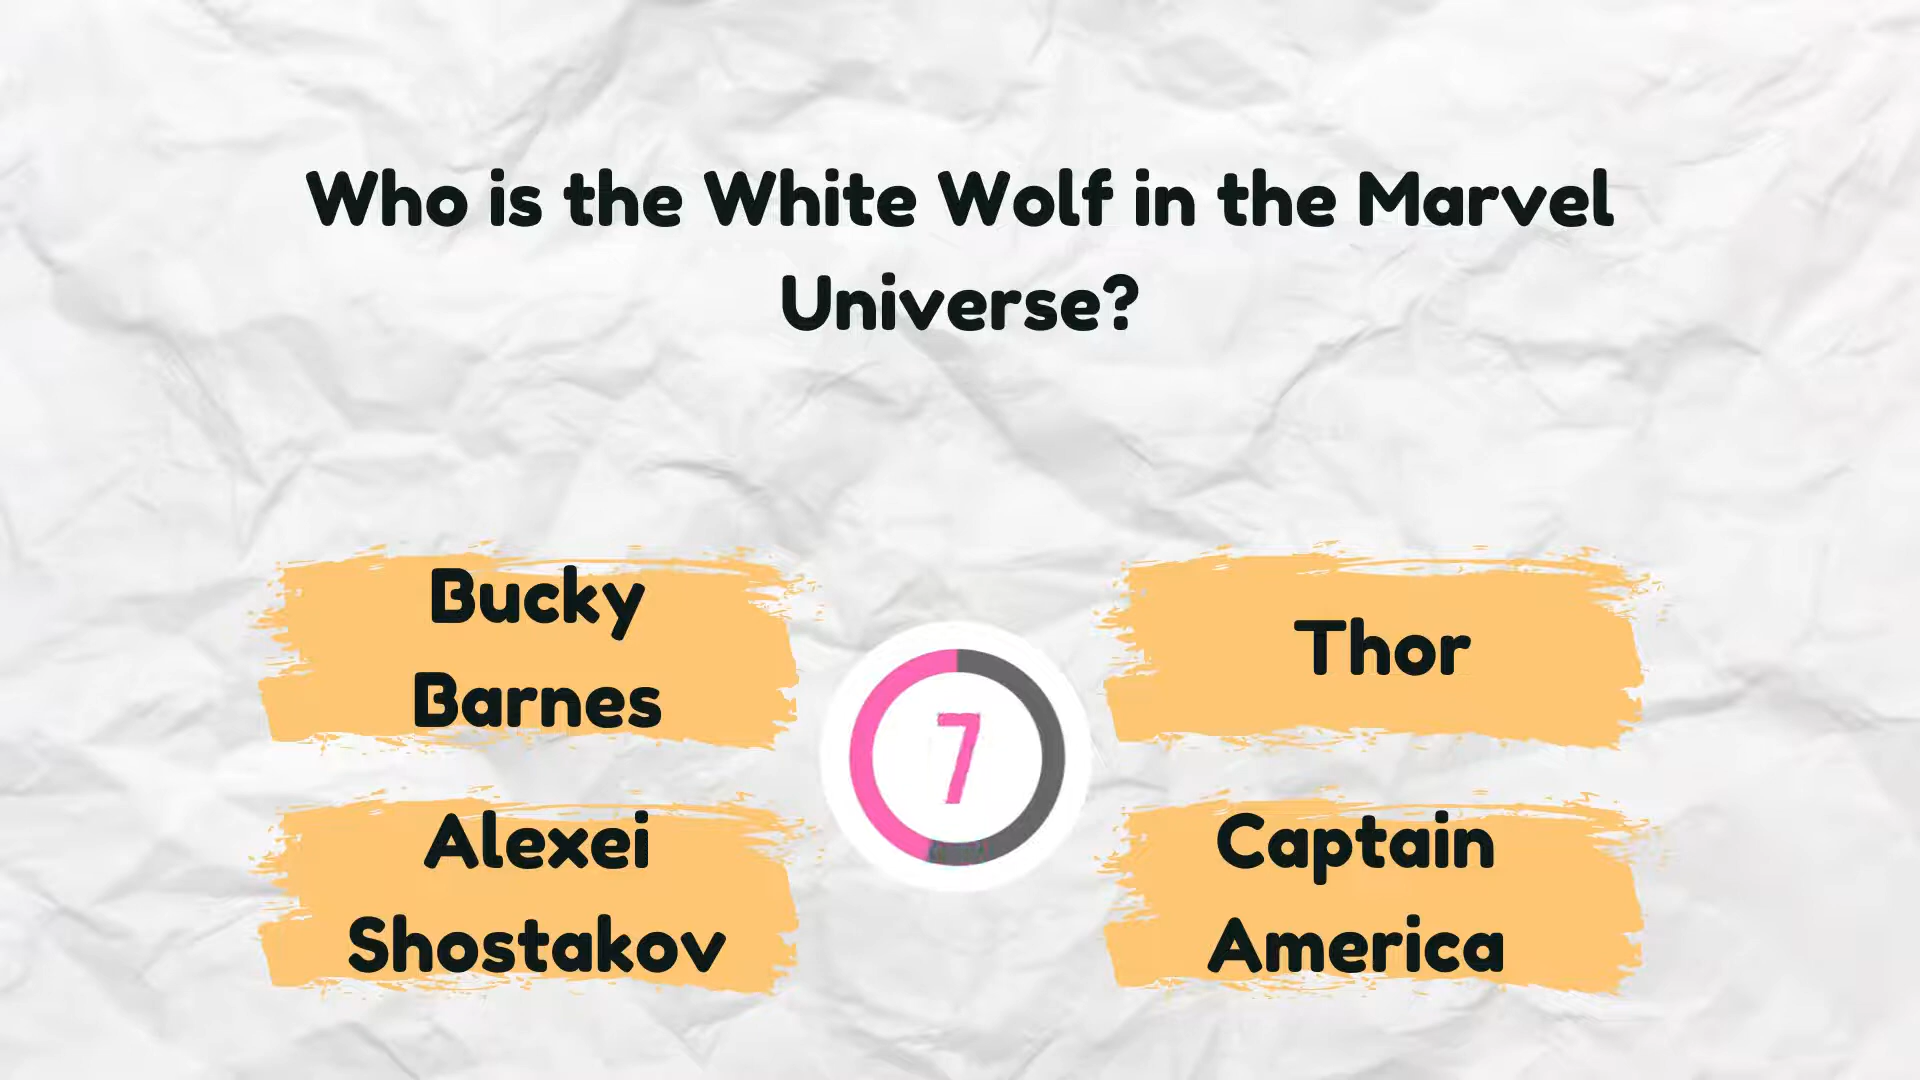 Who is the White Wolf in the Marvel
Universe?
Bucky
Barnes
Thor
7
Alexei
Shostakov
Captain
America